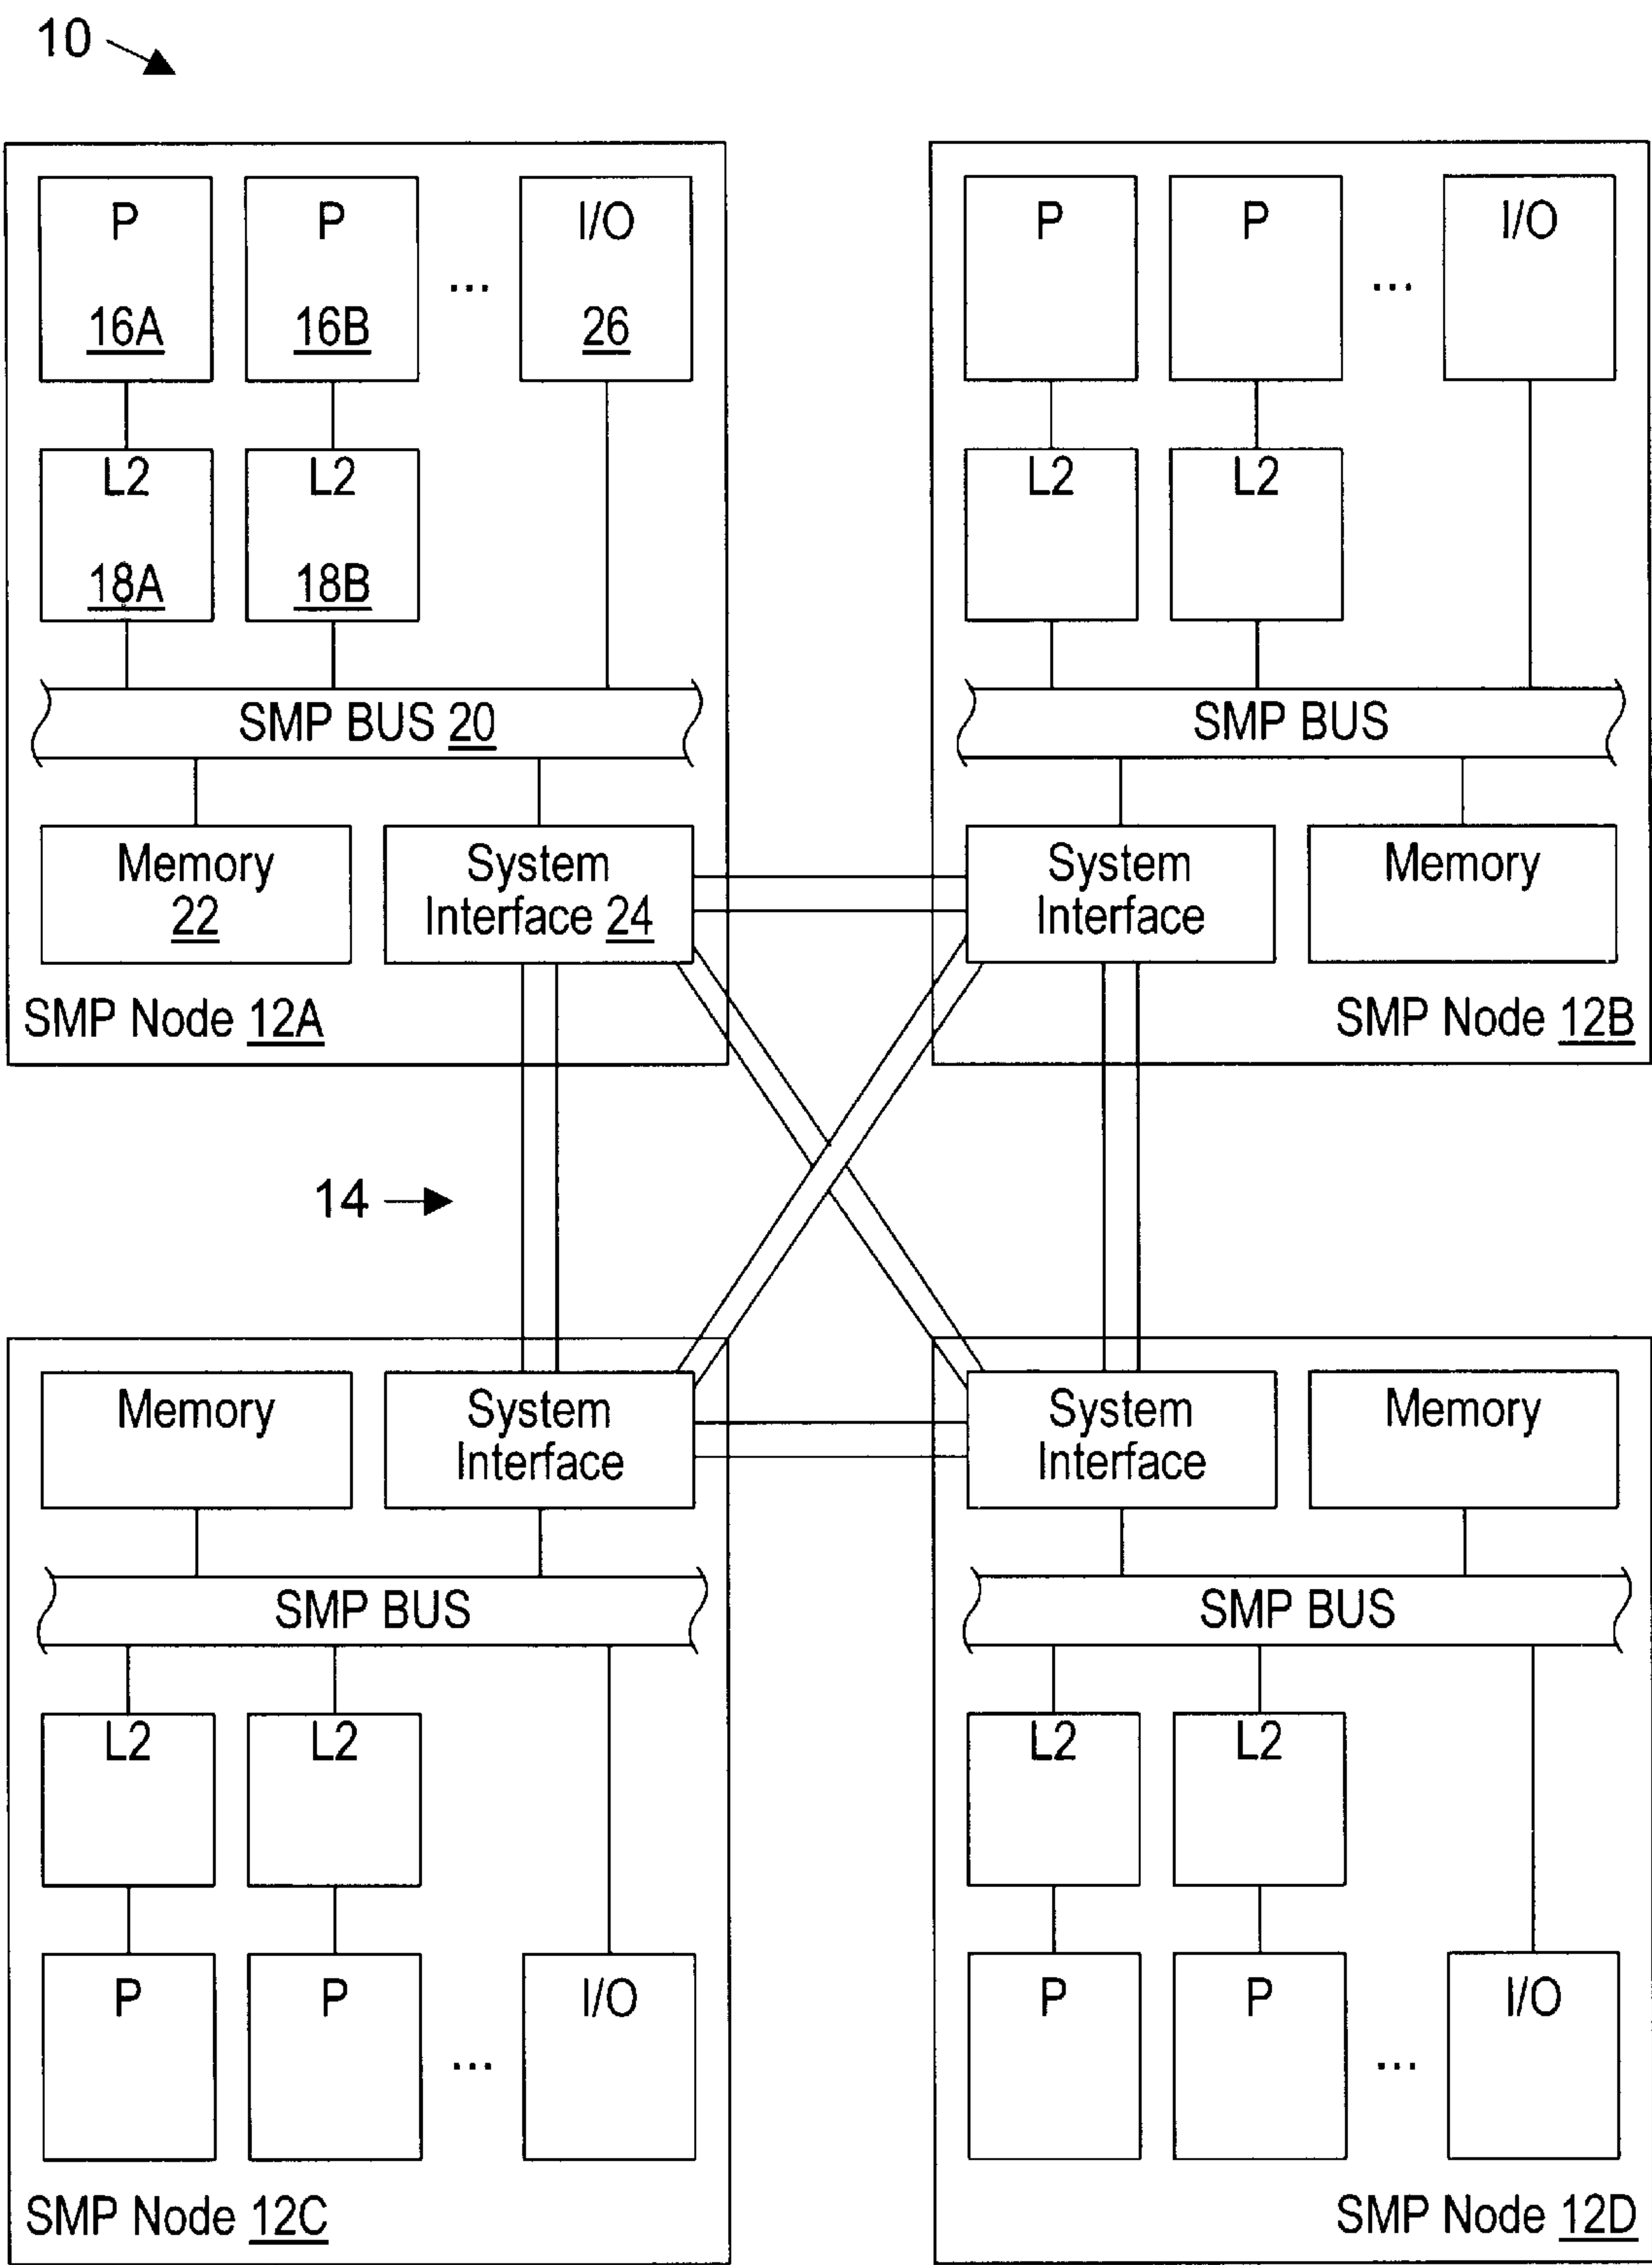 10
P
16A
P
16B
...
I/O
26
L2
18A
L2
18B
SMP BUS 20
Memory
22
System
Interface 24
SMP Node 12A
P
P
...
I/O
L2
L2
SMP BUS
System
Interface
Memory
SMP Node 12B
14
Memory
System
Interface
SMP BUS
L2
L2
P
P
...
I/O
SMP Node 12C
System
Interface
Memory
SMP BUS
L2
L2
P
P
...
I/O
SMP Node 12D